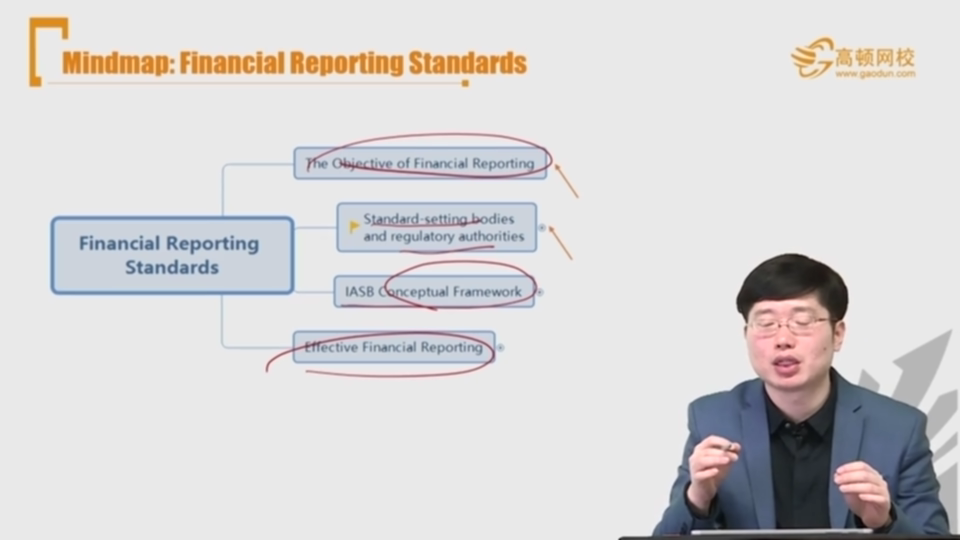 Mindmap: Financial Reporting Standards
高顿网校
www.gaodun.com
The Objective of Financial Reporting
Standard-setting bodies
and regulatory authorities
Financial Reporting
Standards
IASB Conceptual Framework
Effective Financial Reporting